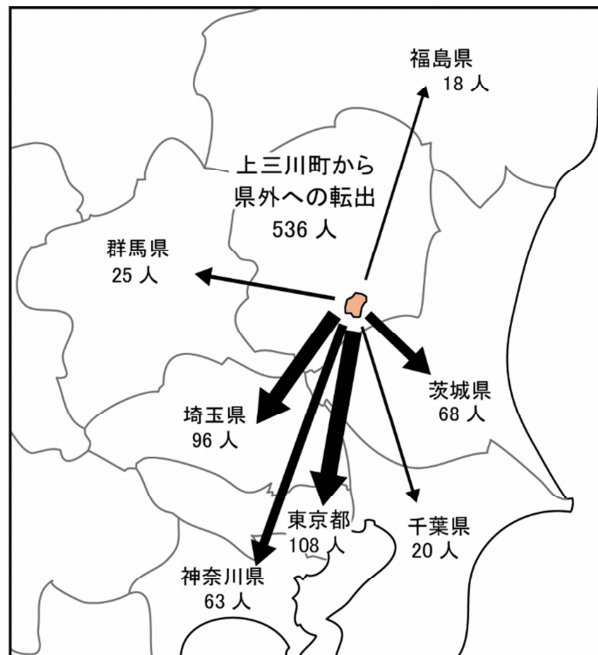 福島県
18 人
上三川町から
県外への転出
536 人
群馬県
25 人
茨城県
68 人
埼玉県
96 人
東京都
108 人
千葉県
20 人
神奈川県
63 人